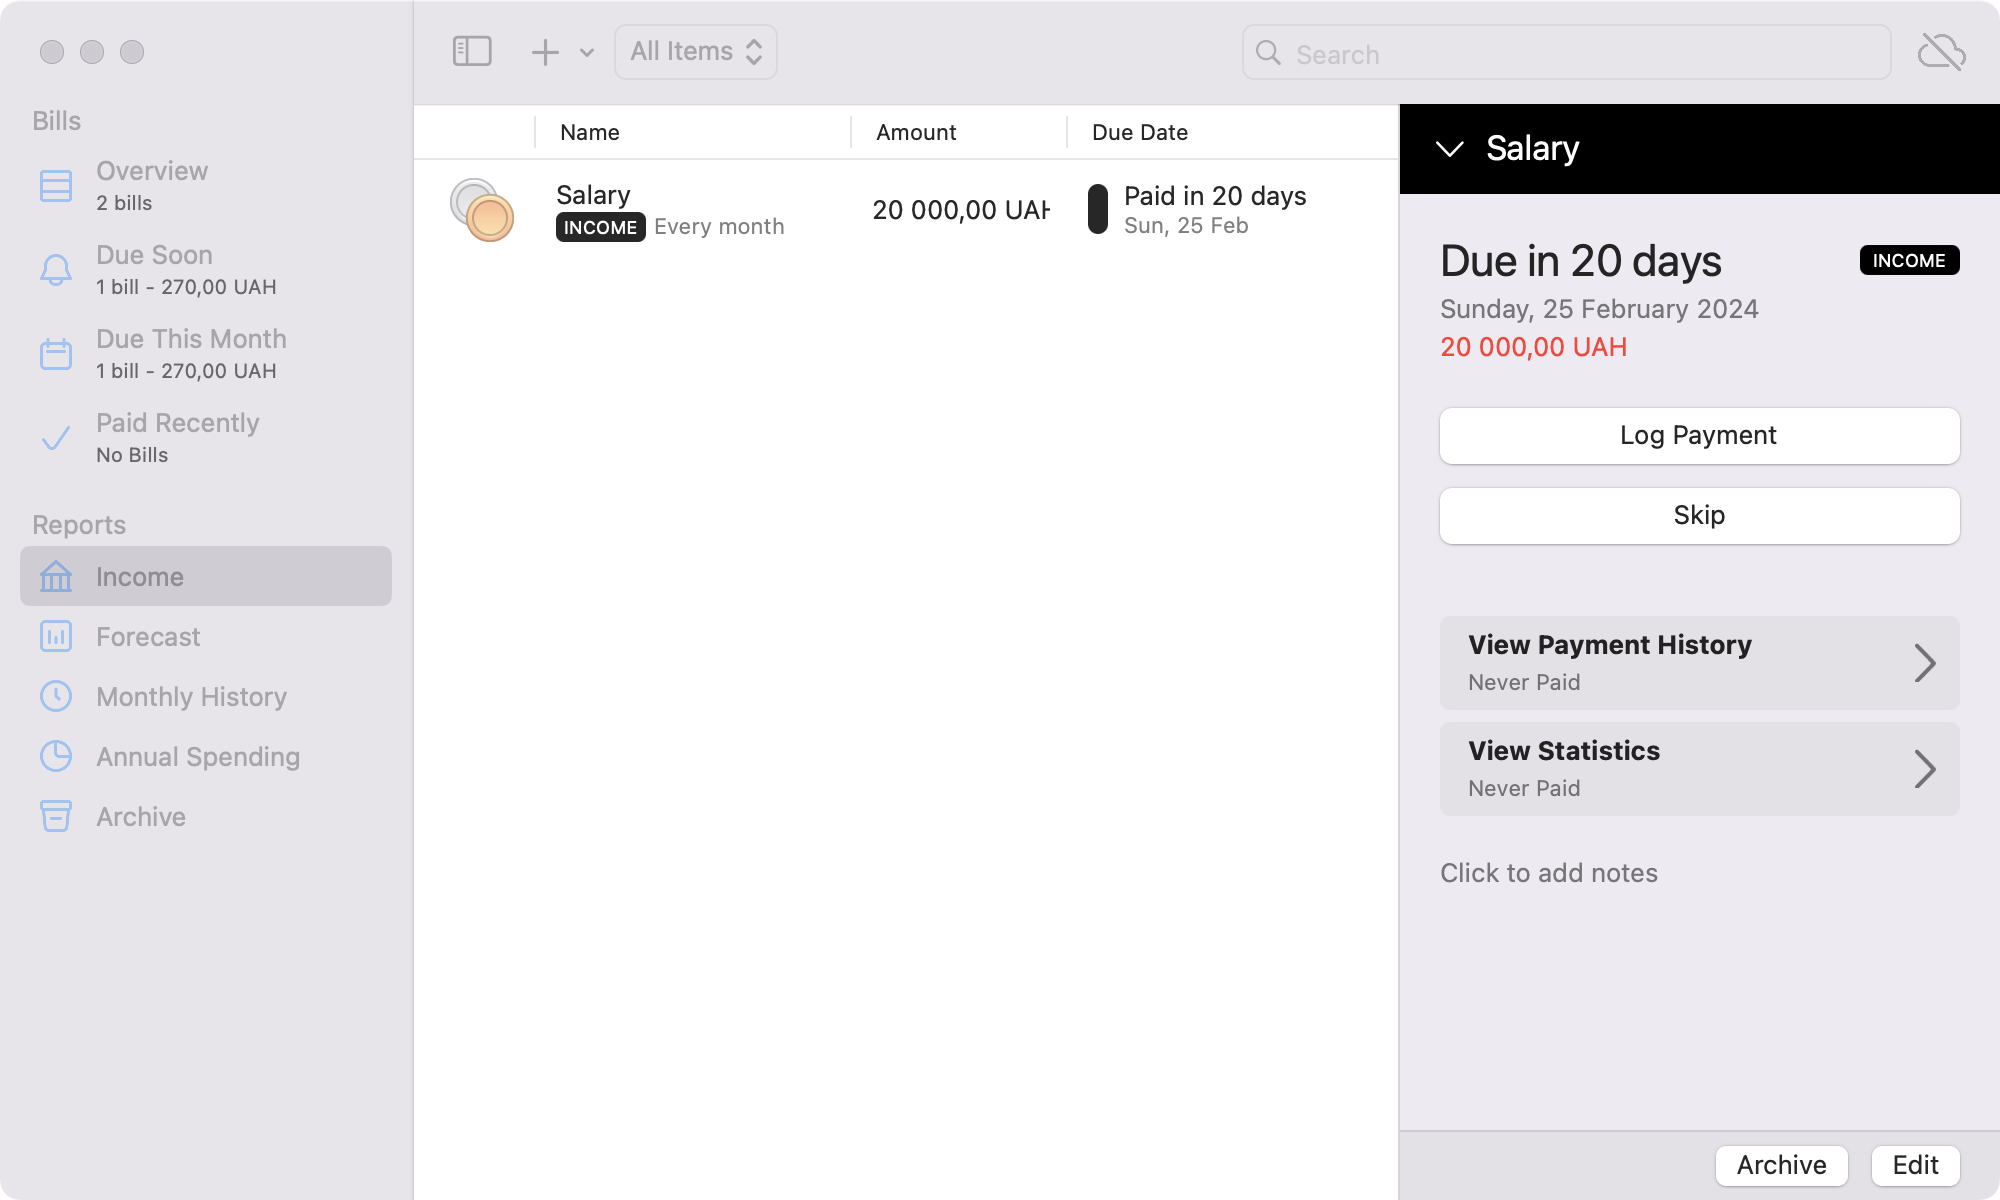 Bills
Overview
2 bills
Due Soon
1 bill - 270,00 UAH
Due This Month
1 bill - 270,00 UAH
Paid Recently
No Bills
Reports
Income
Forecast
Monthly History
Annual Spending
Archive
All Items
Search
Name
Amount
Due Date
Salary
INCOME Every month
20 000,00 UAH
Paid in 20 days
Sun, 25 Feb
Salary
Due in 20 days
INCOME
Sunday, 25 February 2024
20 000,00 UAH
Log Payment
Skip
View Payment History
Never Paid
View Statistics
Never Paid
Click to add notes
Archive
Edit